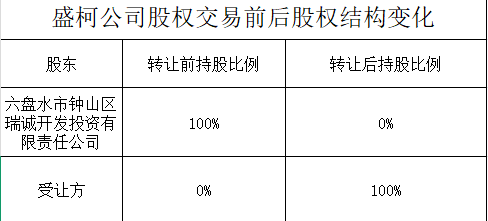 盛柯公司股权交易前后股权结构变化
股东 转让前持股比例 转让后持股比例
六盘水市钟山区
瑞诚开发投资有 100% 0%
限责任公司
受让方 0% 100%